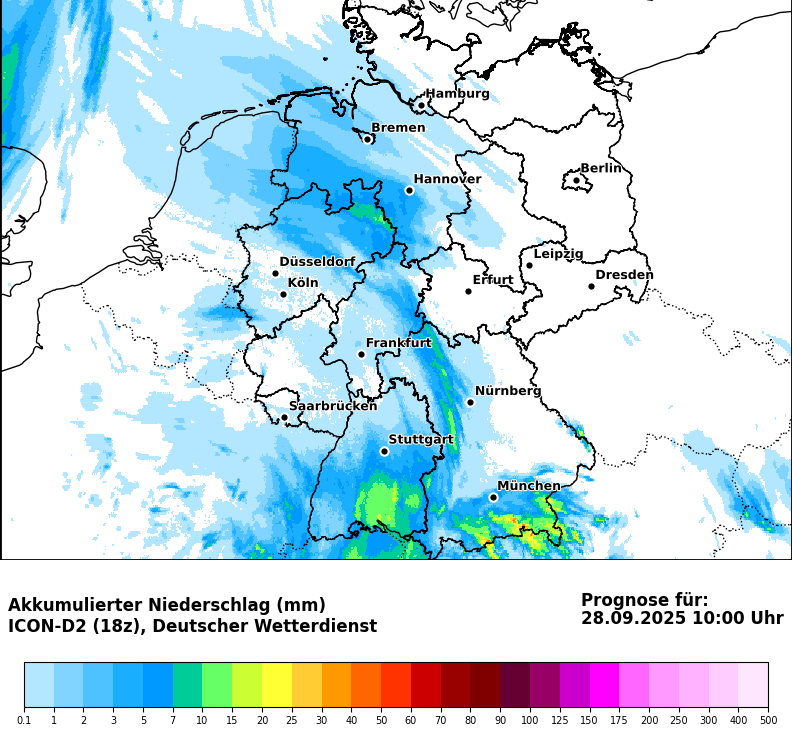 Hamburg
Bremen
Berlin
Hannover
Leipzig
Düsseldorf
Dresden
Köln
Erfurt
Frankfurt
Nürnberg
Saarbrücken
Stuttgart
München
Akkumulierter Niederschlag (mm)
ICON-D2 (18z), Deutscher Wetterdienst
Prognose für:
28.09.2025 10:00 Uhr
0.1 1 2 3 5 7 10 15 20 25 30 40 50 60 70 80 90 100 125 150 175 200 250 300 400 500